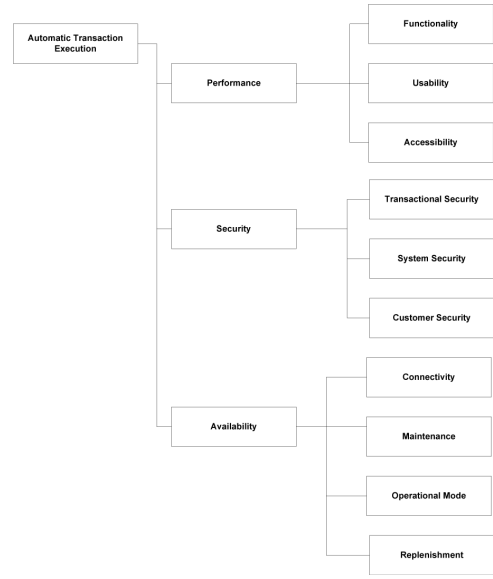 Automatic Transaction
Execution
Performance
Functionality
Usability
Accessibility
Security
Transactional Security
System Security
Customer Security
Availability
Connectivity
Maintenance
Operational Mode
Replenishment